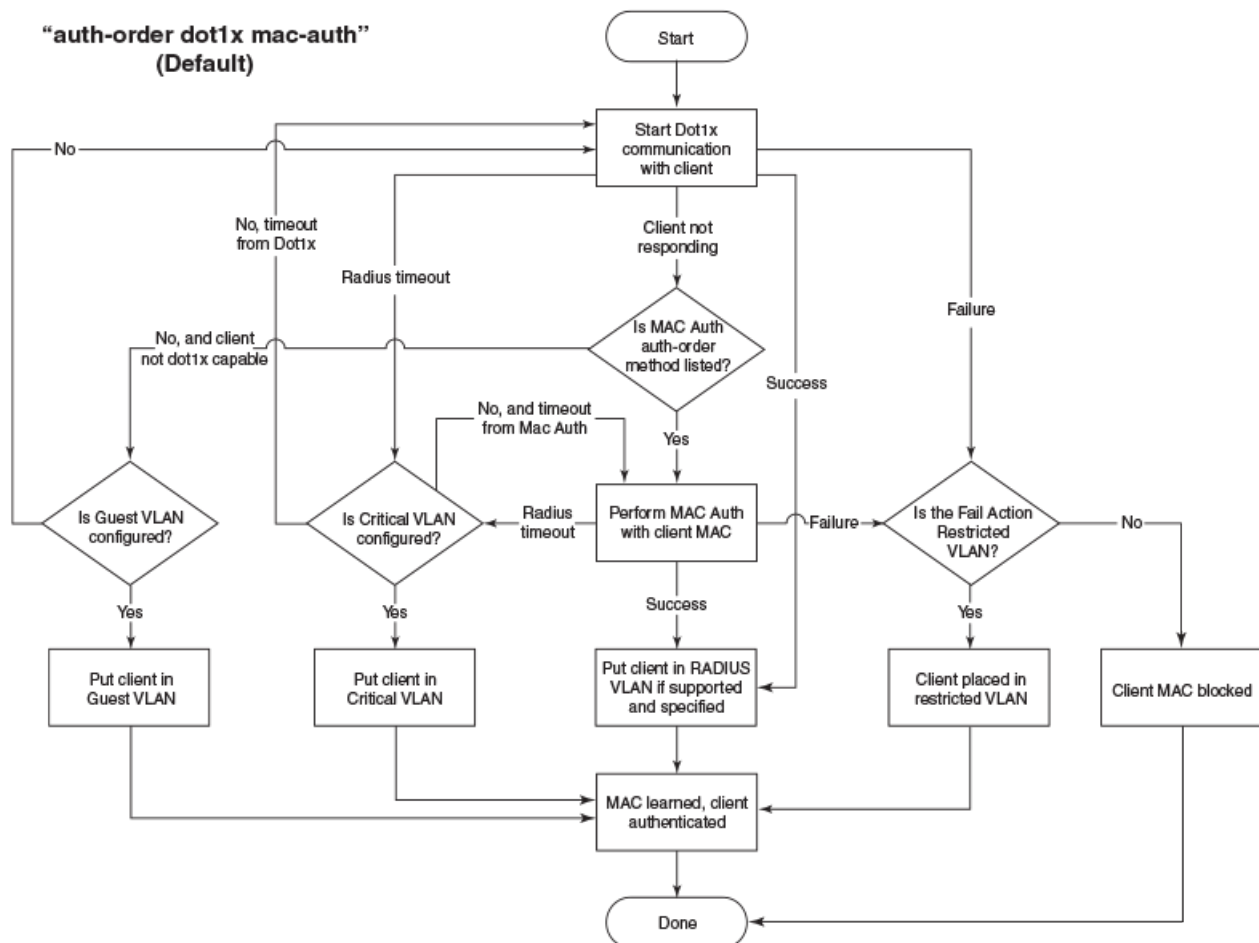 “auth-order dot1x mac-auth”
(Default)
Start
Start Dot1x
communication
with client
No
No, timeout
from Dot1x
Radius timeout
Client not
responding
Success
Failure
No, and client
not dot1x capable
Is MAC Auth
auth-order
method listed?
No, and timeout
from Mac Auth
Yes
Is Guest VLAN
configured?
Is Critical VLAN
configured?
Radius
timeout
Perform MAC Auth
with client MAC
Failure
Is the Fail Action
Restricted
VLAN?
No
Yes
Yes
Success
Yes
Put client in
Guest VLAN
Put client in
Critical VLAN
Put client in RADIUS
VLAN if supported
and specified
Client placed in
restricted VLAN
Client MAC blocked
MAC learned, client
authenticated
Done